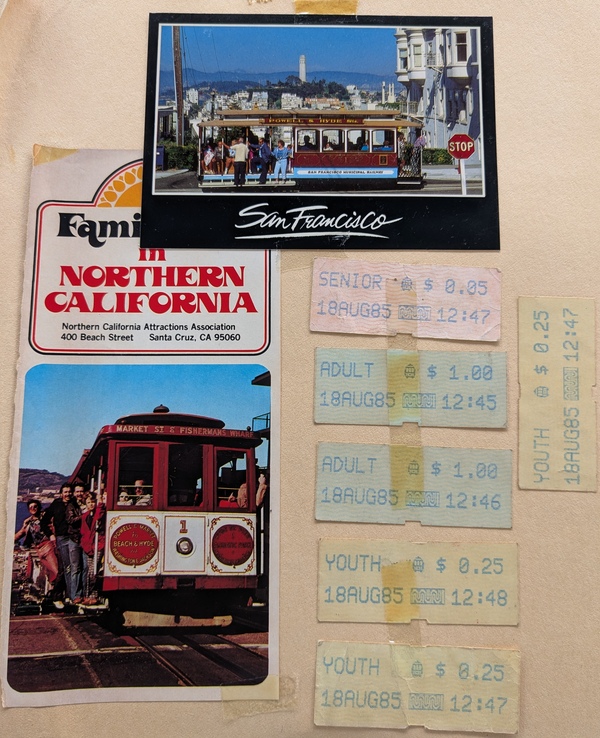 POWELL & HYDE Sts.
SAN FRANCISCO MUNICIPAL RAILWAY
STOP
San Francisco
Fami
in
NORTHERN
CALIFORNIA
Northern California Attractions Association
400 Beach Street Santa Cruz, CA 95060
MARKET ST & FISHERMANS WHARF
1
BEACH & HYDE
SENIOR $ 0.05
18AUG85 12:47
ADULT $ 1.00
18AUG85 12:45
ADULT $ 1.00
18AUG85 12:46
YOUTH $ 0.25
18AUG85 12:48
YOUTH $ 0.25
18AUG85 12:47
YOUTH $ 0.25
18AUG85 12:47